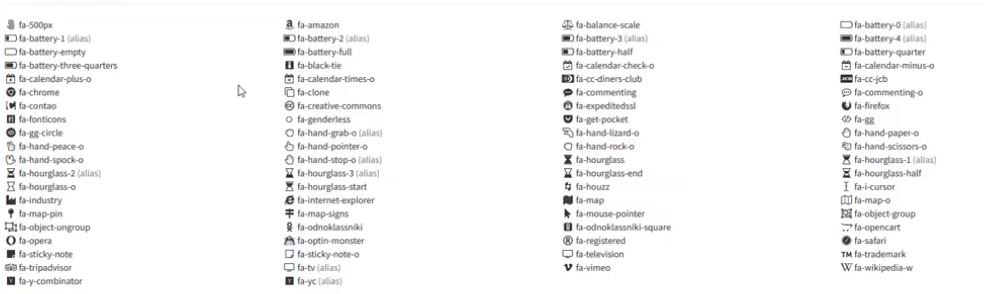 fa-500px fa-amazon fa-balance-scale fa-battery-0 (alias)
fa-battery-1 (alias) fa-battery-2 (alias) fa-battery-3 (alias) fa-battery-4 (alias)
fa-battery-empty fa-battery-full fa-battery-half fa-battery-quarter
fa-battery-three-quarters fa-black-tie fa-calendar-check-o fa-calendar-minus-o
fa-calendar-plus-o fa-calendar-times-o fa-cc-diners-club fa-cc-jcb
fa-chrome fa-clone fa-commenting fa-commenting-o
fa-contao fa-creative-commons fa-expeditedssl fa-firefox
fa-fonticons fa-genderless fa-get-pocket fa-gg
fa-gg-circle fa-hand-grab-o (alias) fa-hand-lizard-o fa-hand-paper-o
fa-hand-peace-o fa-hand-pointer-o fa-hand-rock-o fa-hand-scissors-o
fa-hand-spock-o fa-hand-stop-o (alias) fa-hourglass fa-hourglass-1 (alias)
fa-hourglass-2 (alias) fa-hourglass-3 (alias) fa-hourglass-end fa-hourglass-half
fa-hourglass-o fa-hourglass-start fa-houzz fa-i-cursor
fa-industry fa-internet-explorer fa-map fa-map-o
fa-map-pin fa-map-signs fa-mouse-pointer fa-object-group
fa-object-ungroup fa-odnoklassniki fa-odnoklassniki-square fa-opencart
fa-opera fa-optin-monster fa-registered fa-safari
fa-sticky-note fa-sticky-note-o fa-television TM fa-trademark
fa-tripadvisor fa-tv (alias) fa-vimeo W fa-wikipedia-w
fa-y-combinator fa-yc (alias)